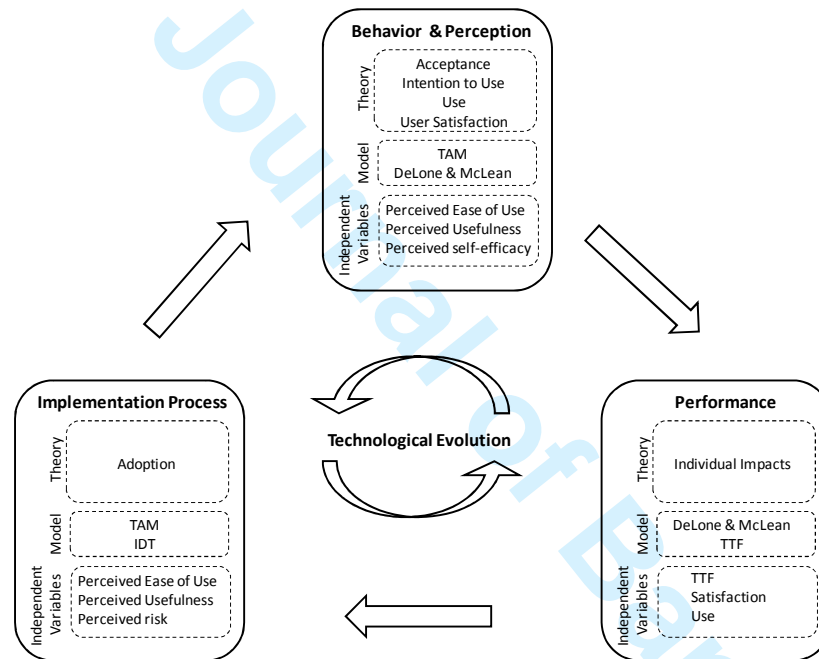 Behavior & Perception
Theory
Acceptance
Intention to Use
Use
User Satisfaction
Model
TAM
DeLone & McLean
Independent
Variables
Perceived Ease of Use
Perceived Usefulness
Perceived self-efficacy
Implementation Process
Theory
Adoption
Model
TAM
IDT
Independent
Variables
Perceived Ease of Use
Perceived Usefulness
Perceived risk
Technological Evolution
Performance
Theory
Individual Impacts
Model
DeLone & McLean
TTF
Independent
Variables
TTF
Satisfaction
Use
Journal of Ban